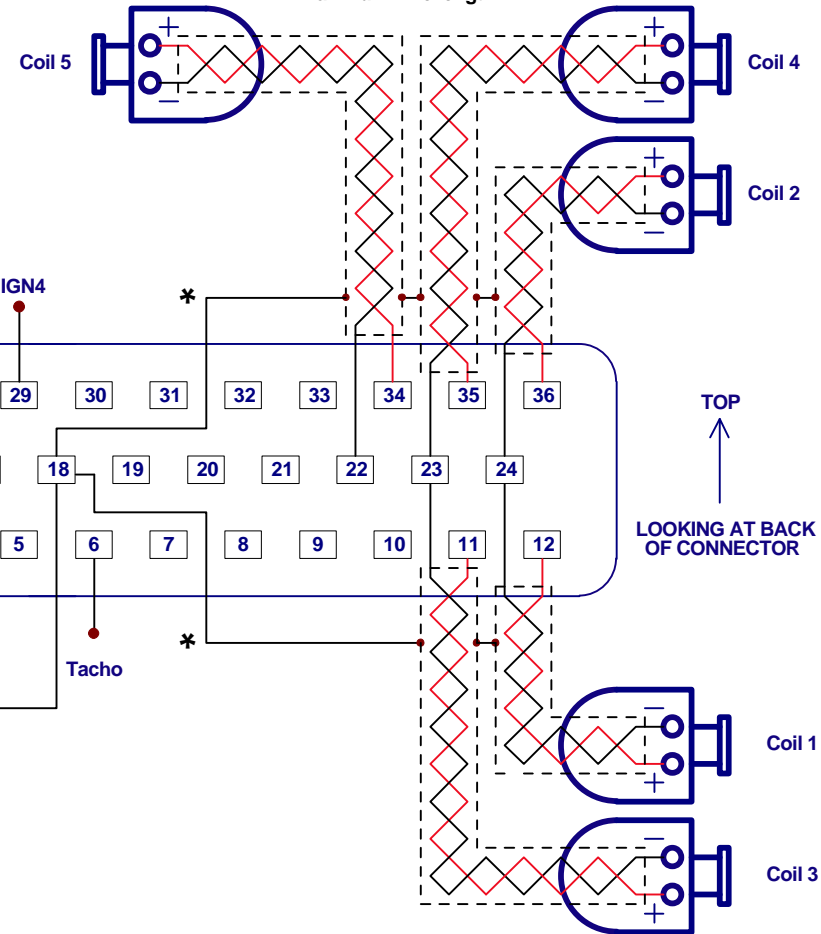 +
Coil 5
−
+
Coil 4
−
+
Coil 2
−
IGN4
*
29 30 31 32 33 34 35 36
TOP
18 19 20 21 22 23 24
LOOKING AT BACK
OF CONNECTOR
5 6 7 8 9 10 11 12
*
Tacho
−
Coil 1
+
−
Coil 3
+